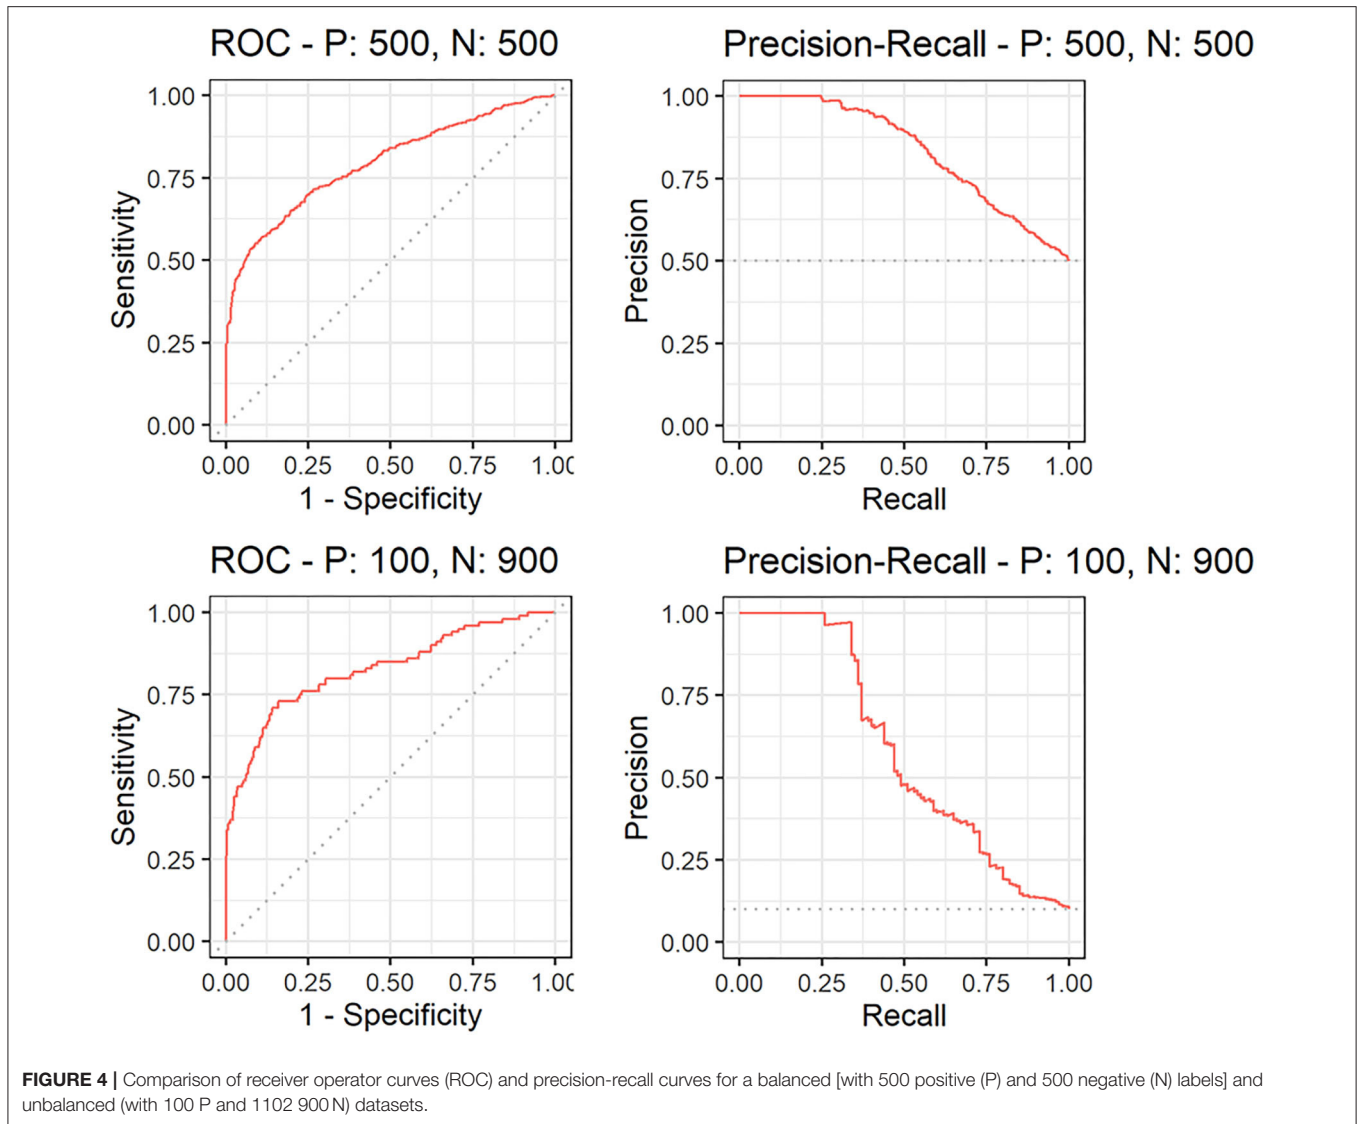 ROC - P: 500, N: 500
1.00
0.75
0.50
0.25
0.00
Sensitivity
0.00 0.25 0.50 0.75 1.00
1 - Specificity
Precision-Recall - P: 500, N: 500
1.00
0.75
0.50
0.25
0.00
Precision
0.00 0.25 0.50 0.75 1.00
Recall
ROC - P: 100, N: 900
1.00
0.75
0.50
0.25
0.00
Sensitivity
0.00 0.25 0.50 0.75 1.00
1 - Specificity
Precision-Recall - P: 100, N: 900
1.00
0.75
0.50
0.25
0.00
Precision
0.00 0.25 0.50 0.75 1.00
Recall
FIGURE 4 | Comparison of receiver operator curves (ROC) and precision-recall curves for a balanced [with 500 positive (P) and 500 negative (N) labels] and
unbalanced (with 100 P and 1102 900 N) datasets.